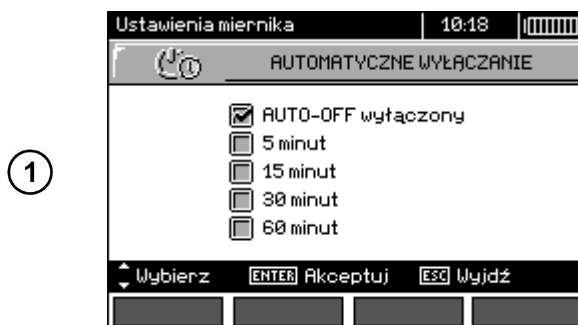 Ustawienia miernika 10:18
AUTOMATYCZNE WYŁĄCZANIE
AUTO-OFF wyłączony
5 minut
15 minut
1
30 minut
60 minut
Wybierz ENTER Akceptuj ESC Wyjdź